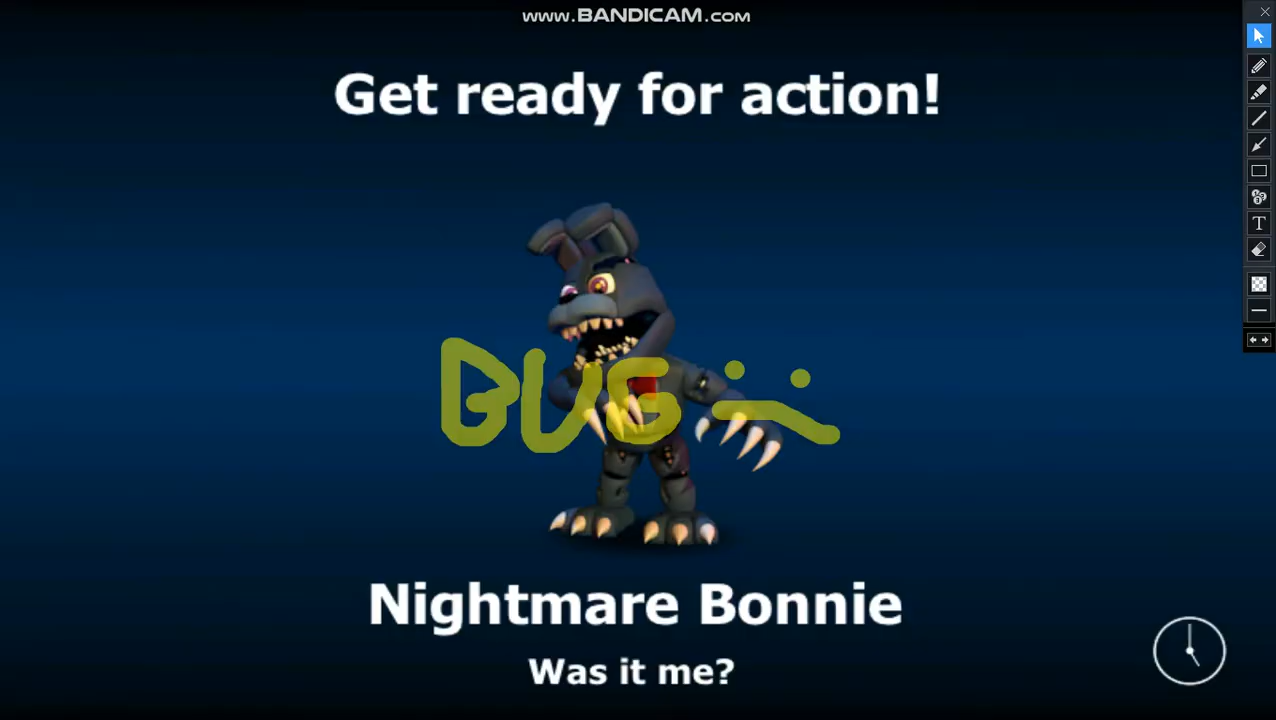 www.BANDICAM.com
Get ready for action!
BUG
Nightmare Bonnie
Was it me?